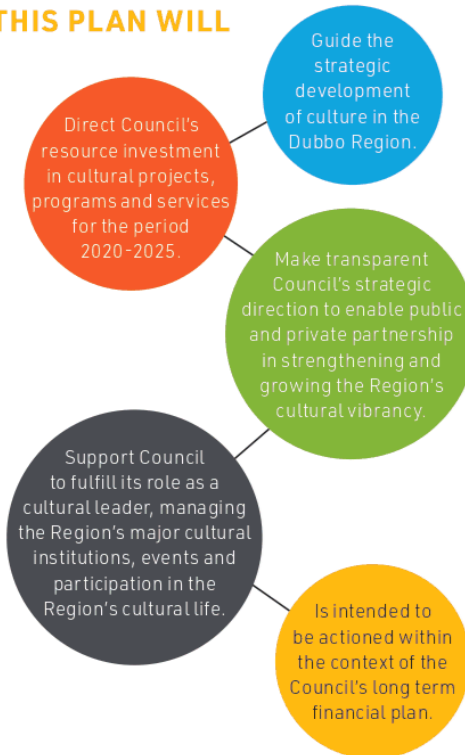 THIS PLAN WILL
Guide the
strategic
development
of culture in the
Dubbo Region.
Direct Council's
resource investment
in cultural projects,
programs and services
for the period
2020-2025.
Make transparent
Council's strategic
direction to enable public
and private partnership
in strengthening and
growing the Region's
cultural vibrancy.
Support Council
to fulfill its role as a
cultural leader, managing
the Region's major cultural
institutions, events and
participation in the
Region's cultural life.
Is intended to
be actioned within
the context of the
Council's long term
financial plan.